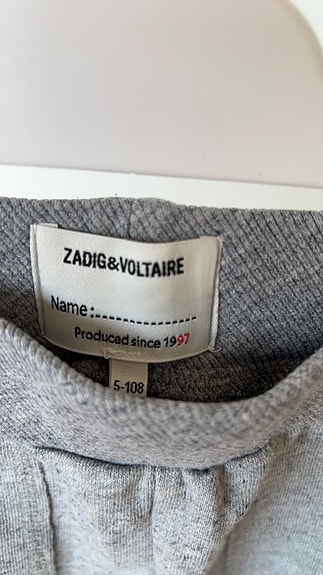 ZADIG&VOLTAIRE
Name:....................
Produced since 1997
5-108